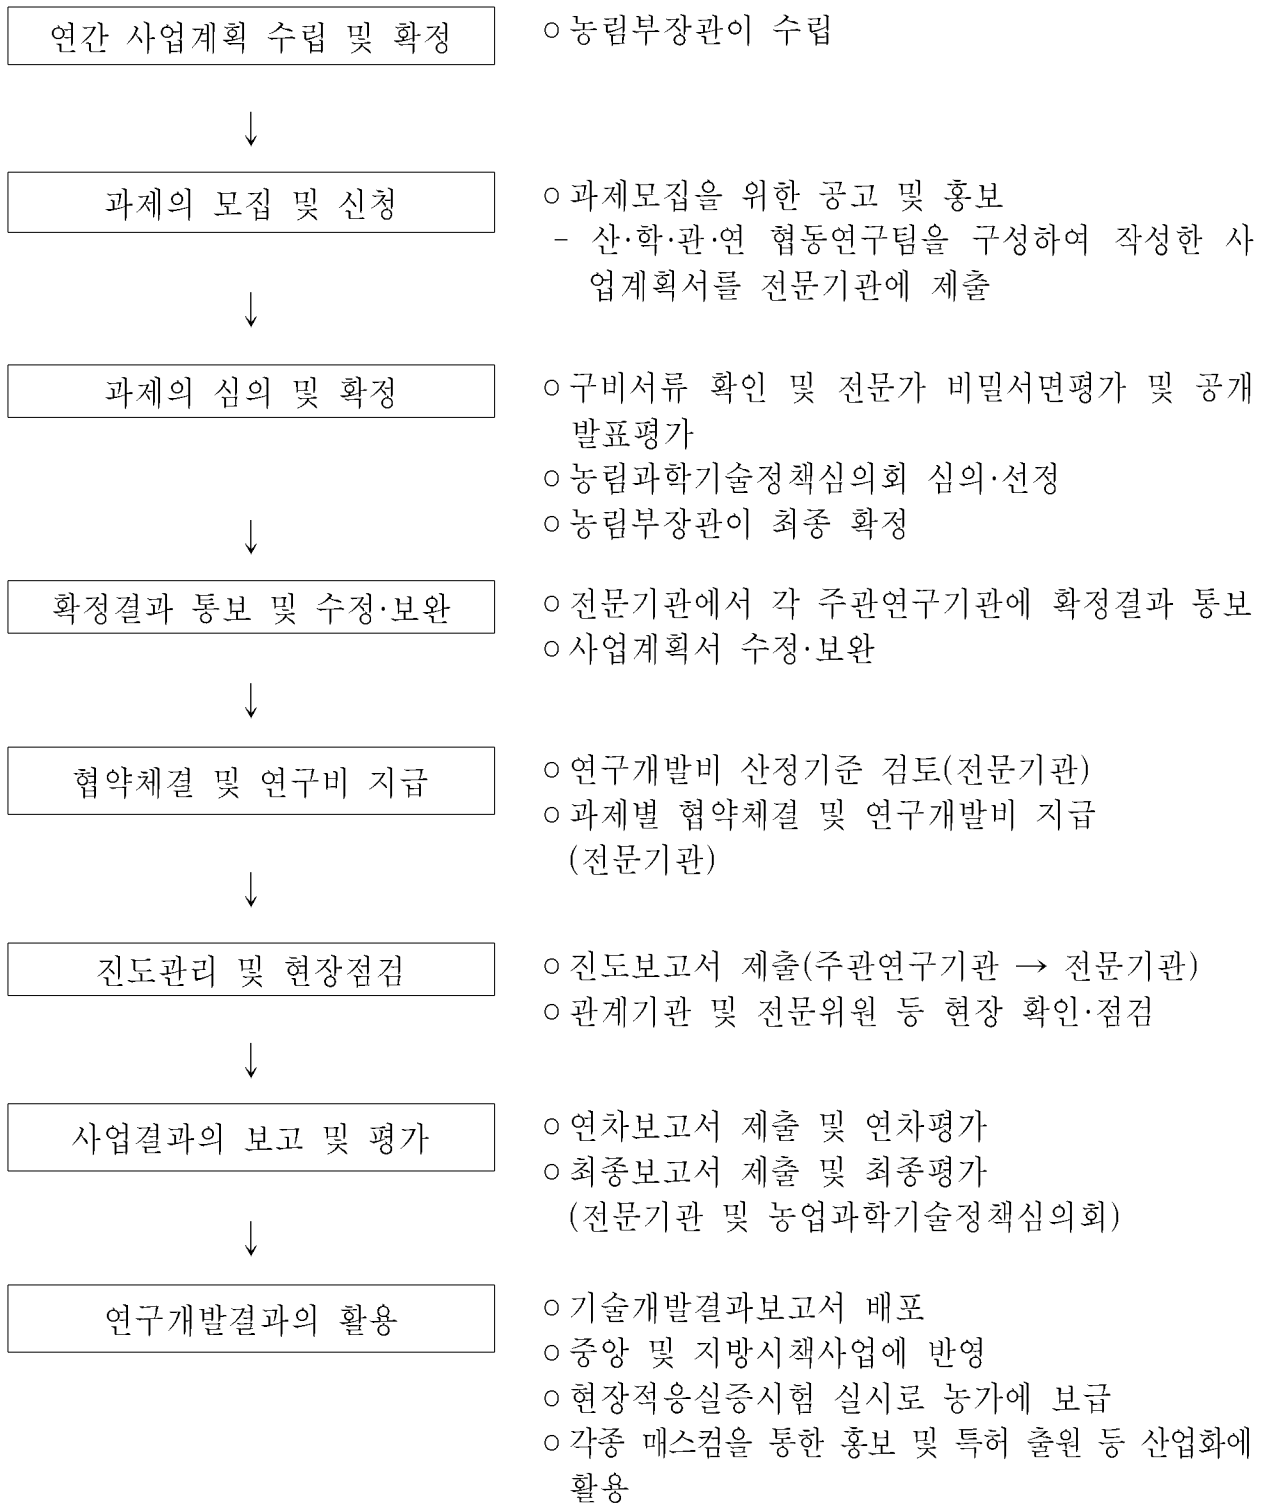 연간 사업계획 수립 및 확정
○농림부장관이 수립
↓
과제의 모집 및 신청
○과제모집을 위한 공고 및 홍보
- 산·학·관·연 협동연구팀을 구성하여 작성한 사
업계획서를 전문기관에 제출
↓
과제의 심의 및 확정
○구비서류 확인 및 전문가 비밀서면평가 및 공개
발표평가
○농림과학기술정책심의회 심의·선정
○농림부장관이 최종 확정
↓
확정결과 통보 및 수정·보완
○전문기관에서 각 주관연구기관에 확정결과 통보
○사업계획서 수정·보완
↓
협약체결 및 연구비 지급
○연구개발비 산정기준 검토(전문기관)
○과제별 협약체결 및 연구개발비 지급
(전문기관)
↓
진도관리 및 현장점검
○진도보고서 제출(주관연구기관 → 전문기관)
○관계기관 및 전문위원 등 현장 확인·점검
↓
사업결과의 보고 및 평가
○연차보고서 제출 및 연차평가
○최종보고서 제출 및 최종평가
(전문기관 및 농업과학기술정책심의회)
↓
연구개발결과의 활용
○기술개발결과보고서 배포
○중앙 및 지방시책사업에 반영
○현장적응실증시험 실시로 농가에 보급
○각종 매스컴을 통한 홍보 및 특허 출원 등 산업화에
활용